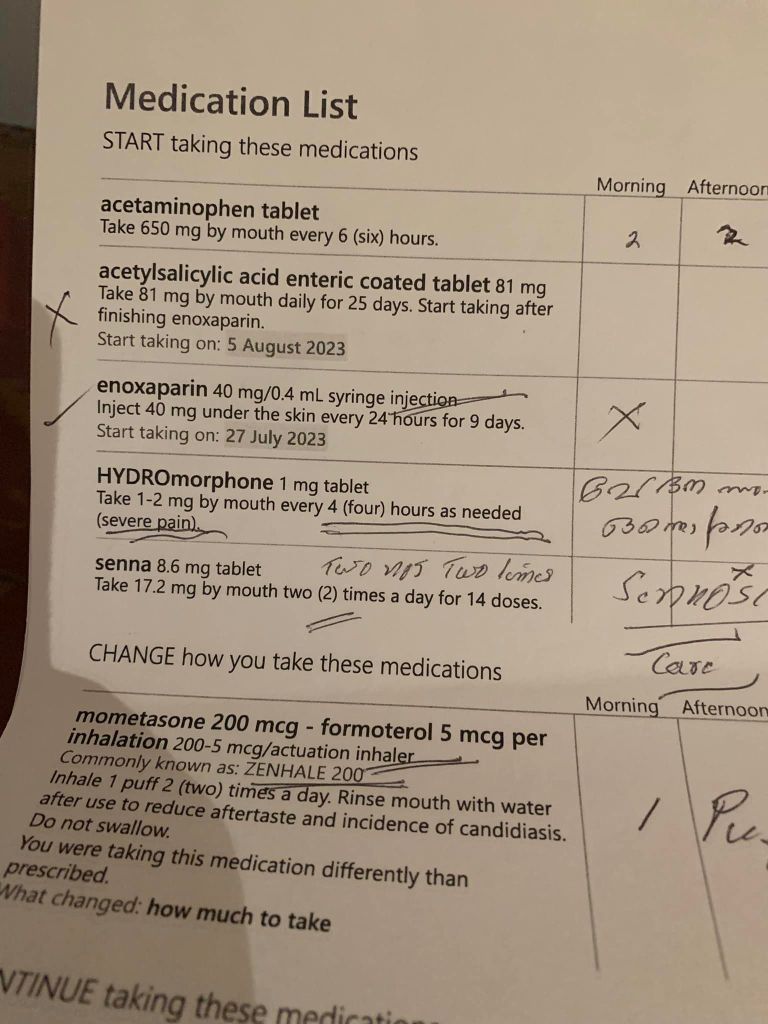 Medication List
START taking these medications
Morning Afternoon
acetaminophen tablet
Take 650 mg by mouth every 6 (six) hours.
2 2
acetylsalicylic acid enteric coated tablet 81 mg
Take 81 mg by mouth daily for 25 days. Start taking after
finishing enoxaparin.
Start taking on: 5 August 2023
X
enoxaparin 40 mg/0.4 mL syringe injection
Inject 40 mg under the skin every 24 hours for 9 days.
Start taking on: 27 July 2023
X
HYDROmorphone 1 mg tablet
Take 1-2 mg by mouth every 4 (four) hours as needed
(severe pain).
senna 8.6 mg tablet Two Two times
Take 17.2 mg by mouth two (2) times a day for 14 doses.
CHANGE how you take these medications
Morning Afternoon
mometasone 200 mcg - formoterol 5 mcg per
inhalation 200-5 mcg/actuation inhaler
Commonly known as: ZENHALE 200
Inhale 1 puff 2 (two) times a day. Rinse mouth with water
after use to reduce aftertaste and incidence of candidiasis.
Do not swallow.
1
You were taking this medication differently than
prescribed.
What changed: how much to take
NTINUE taking these medicatio